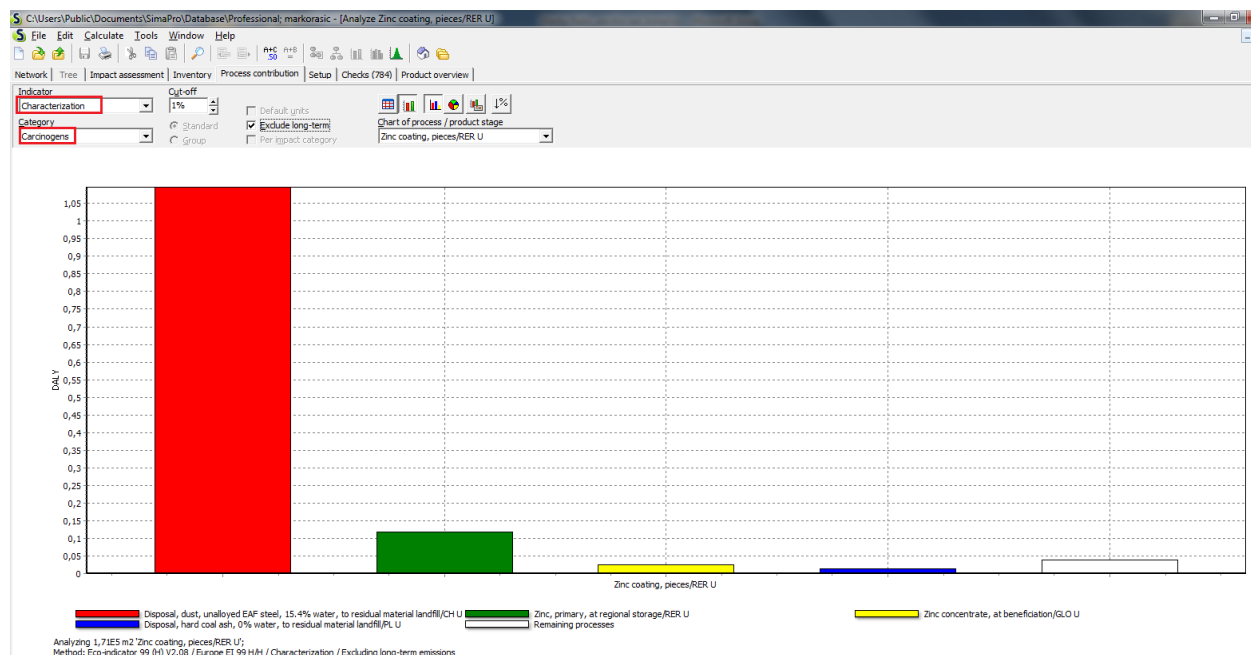 C:\Users\Public\Documents\SimaPro\Database\Professional; markorasic - [Analyze Zinc coating, pieces/RER U]
File Edit Calculate Tools Window Help
Network Tree Impact assessment Inventory Process contribution Setup Checks (784) Product overview
Indicator Cut-off
Characterization 1% Default units
Category Standard Exclude long-term Chart of process / product stage
Carcinogens Group Per impact category Zinc coating, pieces/RER U
1,05
1
0,95
0,9
0,85
0,8
0,75
0,7
0,65
0,6
0,55
0,5
0,45
0,4
0,35
0,3
0,25
0,2
0,15
0,1
0,05
0
DALY
Zinc coating, pieces/RER U
Disposal, dust, unalloyed EAF steel, 15.4% water, to residual material landfill/CH U Zinc, primary, at regional storage/RER U Zinc concentrate, at beneficiation/GLO U
Disposal, hard coal ash, 0% water, to residual material landfill/PL U Remaining processes
Analyzing 1,71E5 m2 'Zinc coating, pieces/RER U';
Method: Eco-indicator 99 (H) V2.08 / Europe EI 99 H/H / Characterization / Excluding long-term emissions